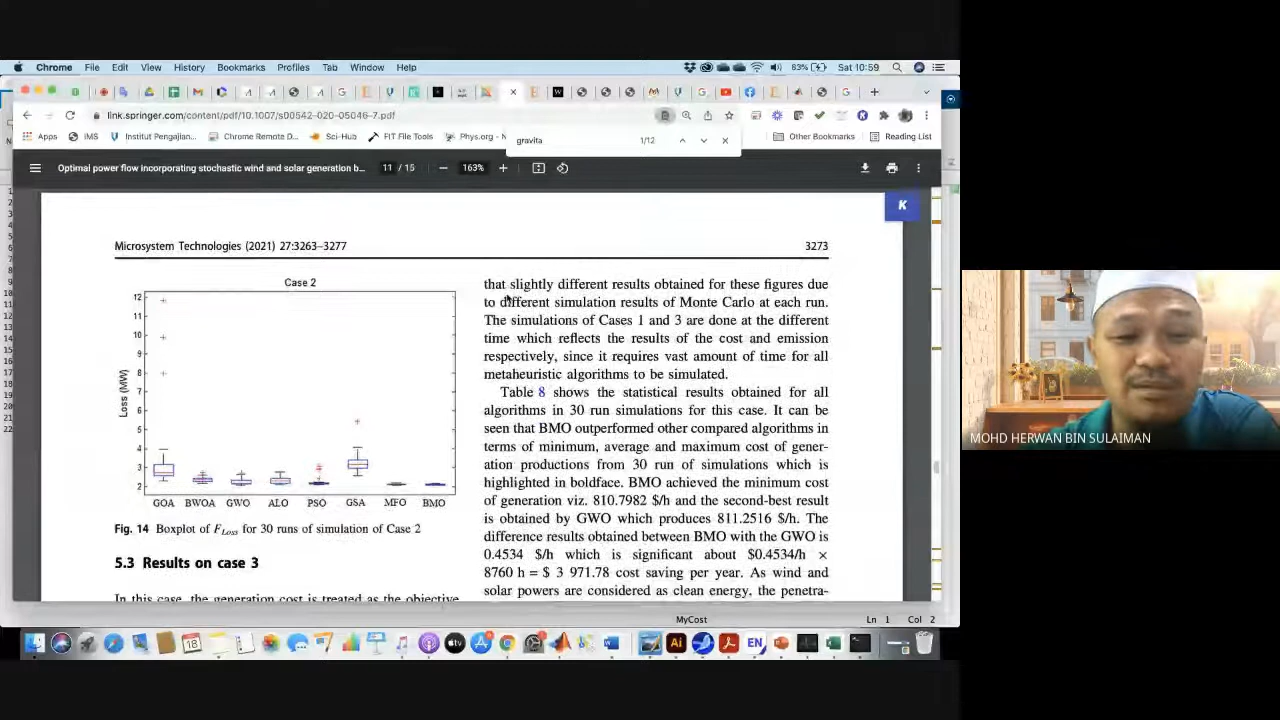 Chrome File Edit View History Bookmarks Profiles Tab Window Help 63% Sat 10:59
link.springer.com/content/pdf/10.1007/s00542-020-05046-7.pdf
Apps IMS Institut Pengajian... Chrome Remote D... Sci-Hub FIT File Tools Phys.org - N Other Bookmarks Reading List
gravita 1/12
Optimal power flow incorporating stochastic wind and solar generation b... 11 / 15 163%
K
Microsystem Technologies (2021) 27:3263–3277 3273
Case 2
12
11
10
9
8
7
6
5
4
3
2
Loss (MW)
GOA BWOA GWO ALO PSO GSA MFO BMO
Fig. 14 Boxplot of FLoss for 30 runs of simulation of Case 2
5.3 Results on case 3
In this case, the generation cost is treated as the objective
that slightly different results obtained for these figures due
to different simulation results of Monte Carlo at each run.
The simulations of Cases 1 and 3 are done at the different
time which reflects the results of the cost and emission
respectively, since it requires vast amount of time for all
metaheuristic algorithms to be simulated.
Table 8 shows the statistical results obtained for all
algorithms in 30 run simulations for this case. It can be
seen that BMO outperformed other compared algorithms in
terms of minimum, average and maximum cost of gener-
ation productions from 30 run of simulations which is
highlighted in boldface. BMO achieved the minimum cost
of generation viz. 810.7982 $/h and the second-best result
is obtained by GWO which produces 811.2516 $/h. The
difference results obtained between BMO with the GWO is
0.4534 $/h which is significant about $0.4534/h ×
8760 h = $ 3 971.78 cost saving per year. As wind and
solar powers are considered as clean energy, the penetra-
MyCost Ln 1 Col 2
MOHD HERWAN BIN SULAIMAN